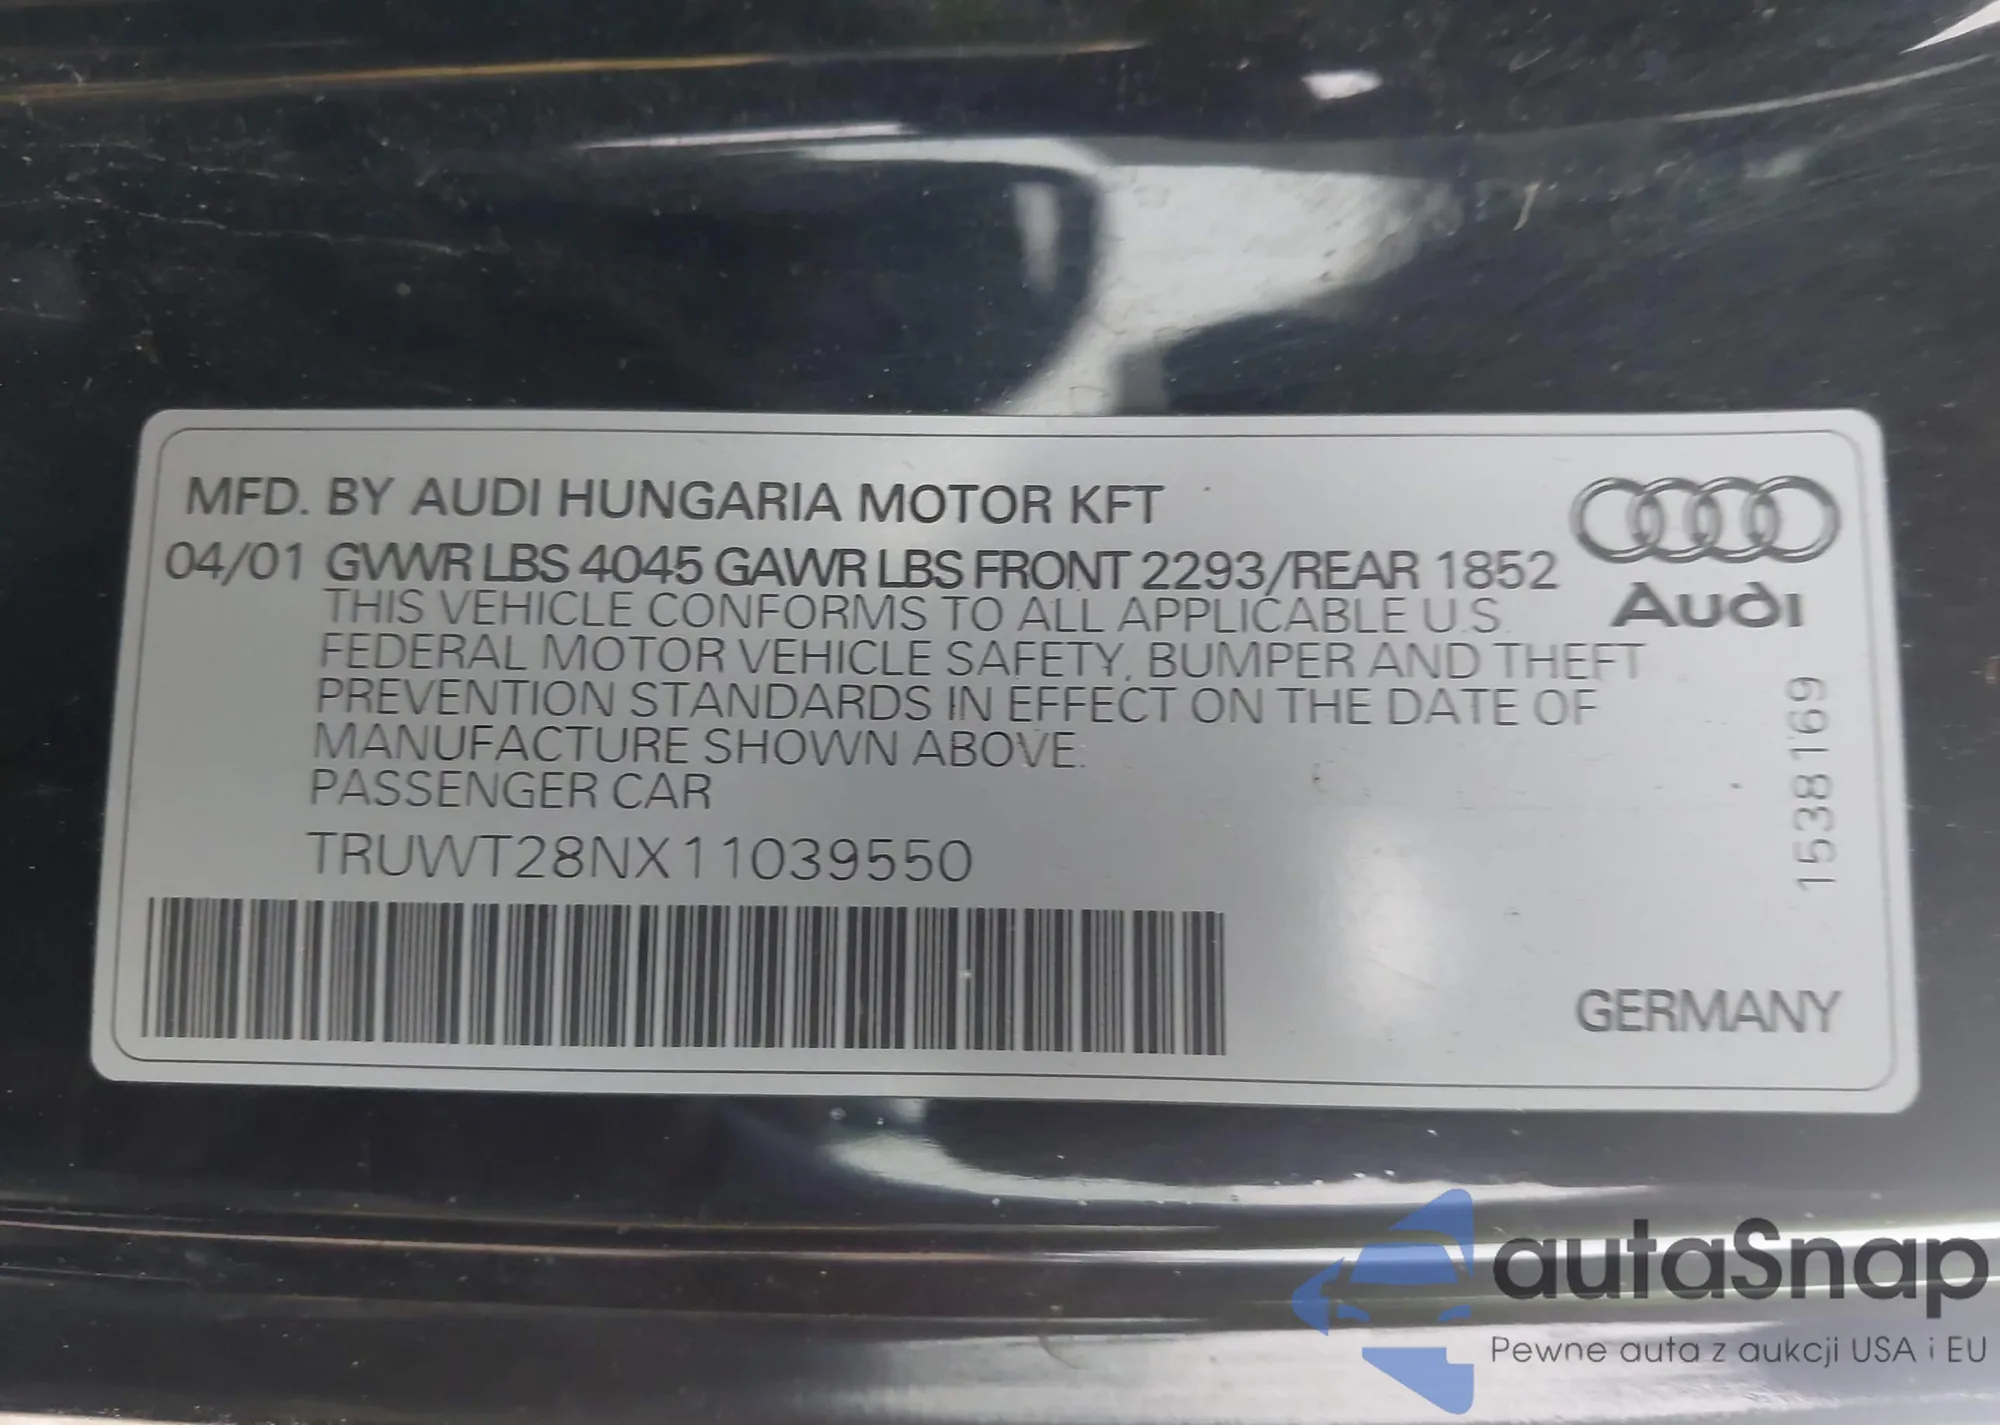 MFD. BY AUDI HUNGARIA MOTOR KFT
04/01 GVWR LBS 4045 GAWR LBS FRONT 2293/REAR 1852
THIS VEHICLE CONFORMS TO ALL APPLICABLE U.S.
FEDERAL MOTOR VEHICLE SAFETY, BUMPER AND THEFT
PREVENTION STANDARDS IN EFFECT ON THE DATE OF
MANUFACTURE SHOWN ABOVE.
PASSENGER CAR
TRUWT28NX11039550
Audi
1538169
GERMANY
autaSnap
Pewne auta z aukcji USA i EU